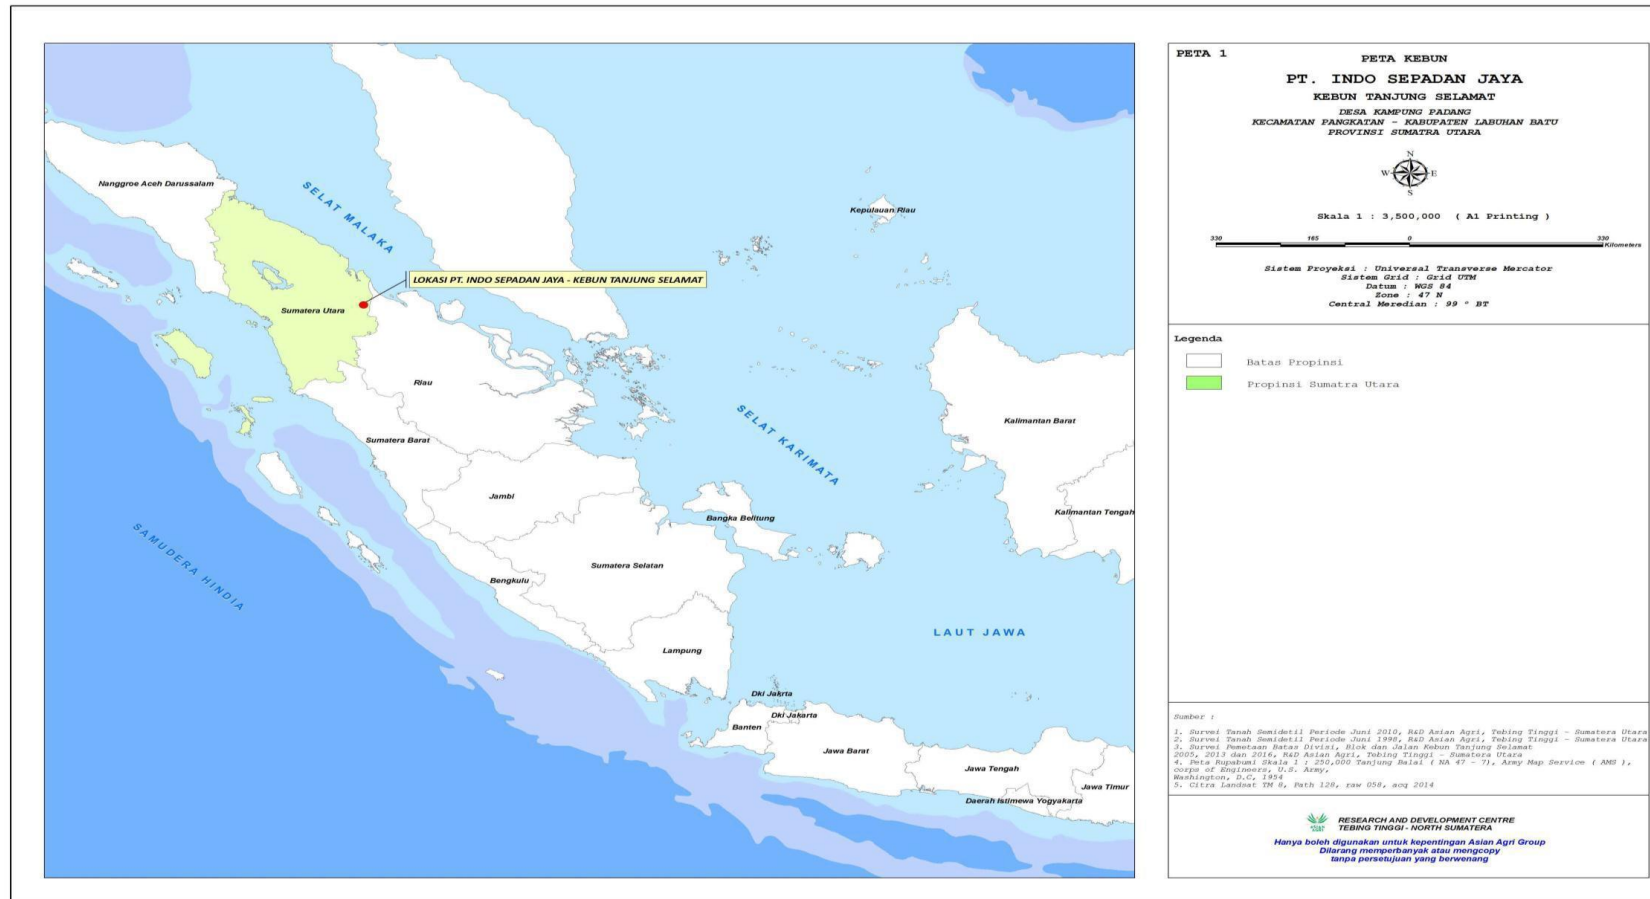 Nanggroe Aceh Darussalam
SELAT MALAKA
Kepulauan Riau
LOKASI PT. INDO SEPADAN JAYA - KEBUN TANJUNG SELAMAT
Sumatera Utara
Riau
SELAT KARIMATA
Kalimantan Barat
Sumatera Barat
Jambi
Kalimantan Tengah
Bangka Belitung
SAMUDERA HINDIA
Sumatera Selatan
Bengkulu
LAUT JAWA
Lampung
Dki Jakrta
Dki Jakarta
Banten
Jawa Barat
Jawa Tengah
Jawa Timur
Daerah Istimewa Yogyakarta
PETA 1
PETA KEBUN
PT. INDO SEPADAN JAYA
KEBUN TANJUNG SELAMAT
DESA KAMPUNG PADANG
KECAMATAN PANGKATAN - KABUPATEN LABUHAN BATU
PROVINSI SUMATRA UTARA
N
W E
S
Skala 1 : 3,500,000 ( A1 Printing )
330 165 0 330
Kilometers
Sistem Proyeksi : Universal Transverse Mercator
Sistem Grid : Grid UTM
Datum : WGS 84
Zone : 47 N
Central Meredian : 99 ° BT
Legenda
Batas Propinsi
Propinsi Sumatra Utara
Sumber :
1. Survei Tanah Semidetil Periode Juni 2010, R&D Asian Agri, Tebing Tinggi - Sumatera Utara
2. Survei Tanah Semidetil Periode Juni 1998, R&D Asian Agri, Tebing Tinggi - Sumatera Utara
3. Survei Pemetaan Batas Divisi, Blok dan Jalan Kebun Tanjung Selamat
2005, 2013 dan 2016, R&D Asian Agri, Tebing Tinggi - Sumatera Utara
4. Peta Rupabumi Skala 1 : 250,000 Tanjung Balai ( NA 47 - 7), Army Map Service ( AMS ),
corps of Engineers, U.S. Army,
Washington, D.C, 1954
5. Citra Landsat TM 8, Path 128, raw 058, acq 2014
ASIAN AGRI
RESEARCH AND DEVELOPMENT CENTRE
TEBING TINGGI - NORTH SUMATERA
Hanya boleh digunakan untuk kepentingan Asian Agri Group
Dilarang memperbanyak atau mengcopy
tanpa persetujuan yang berwenang